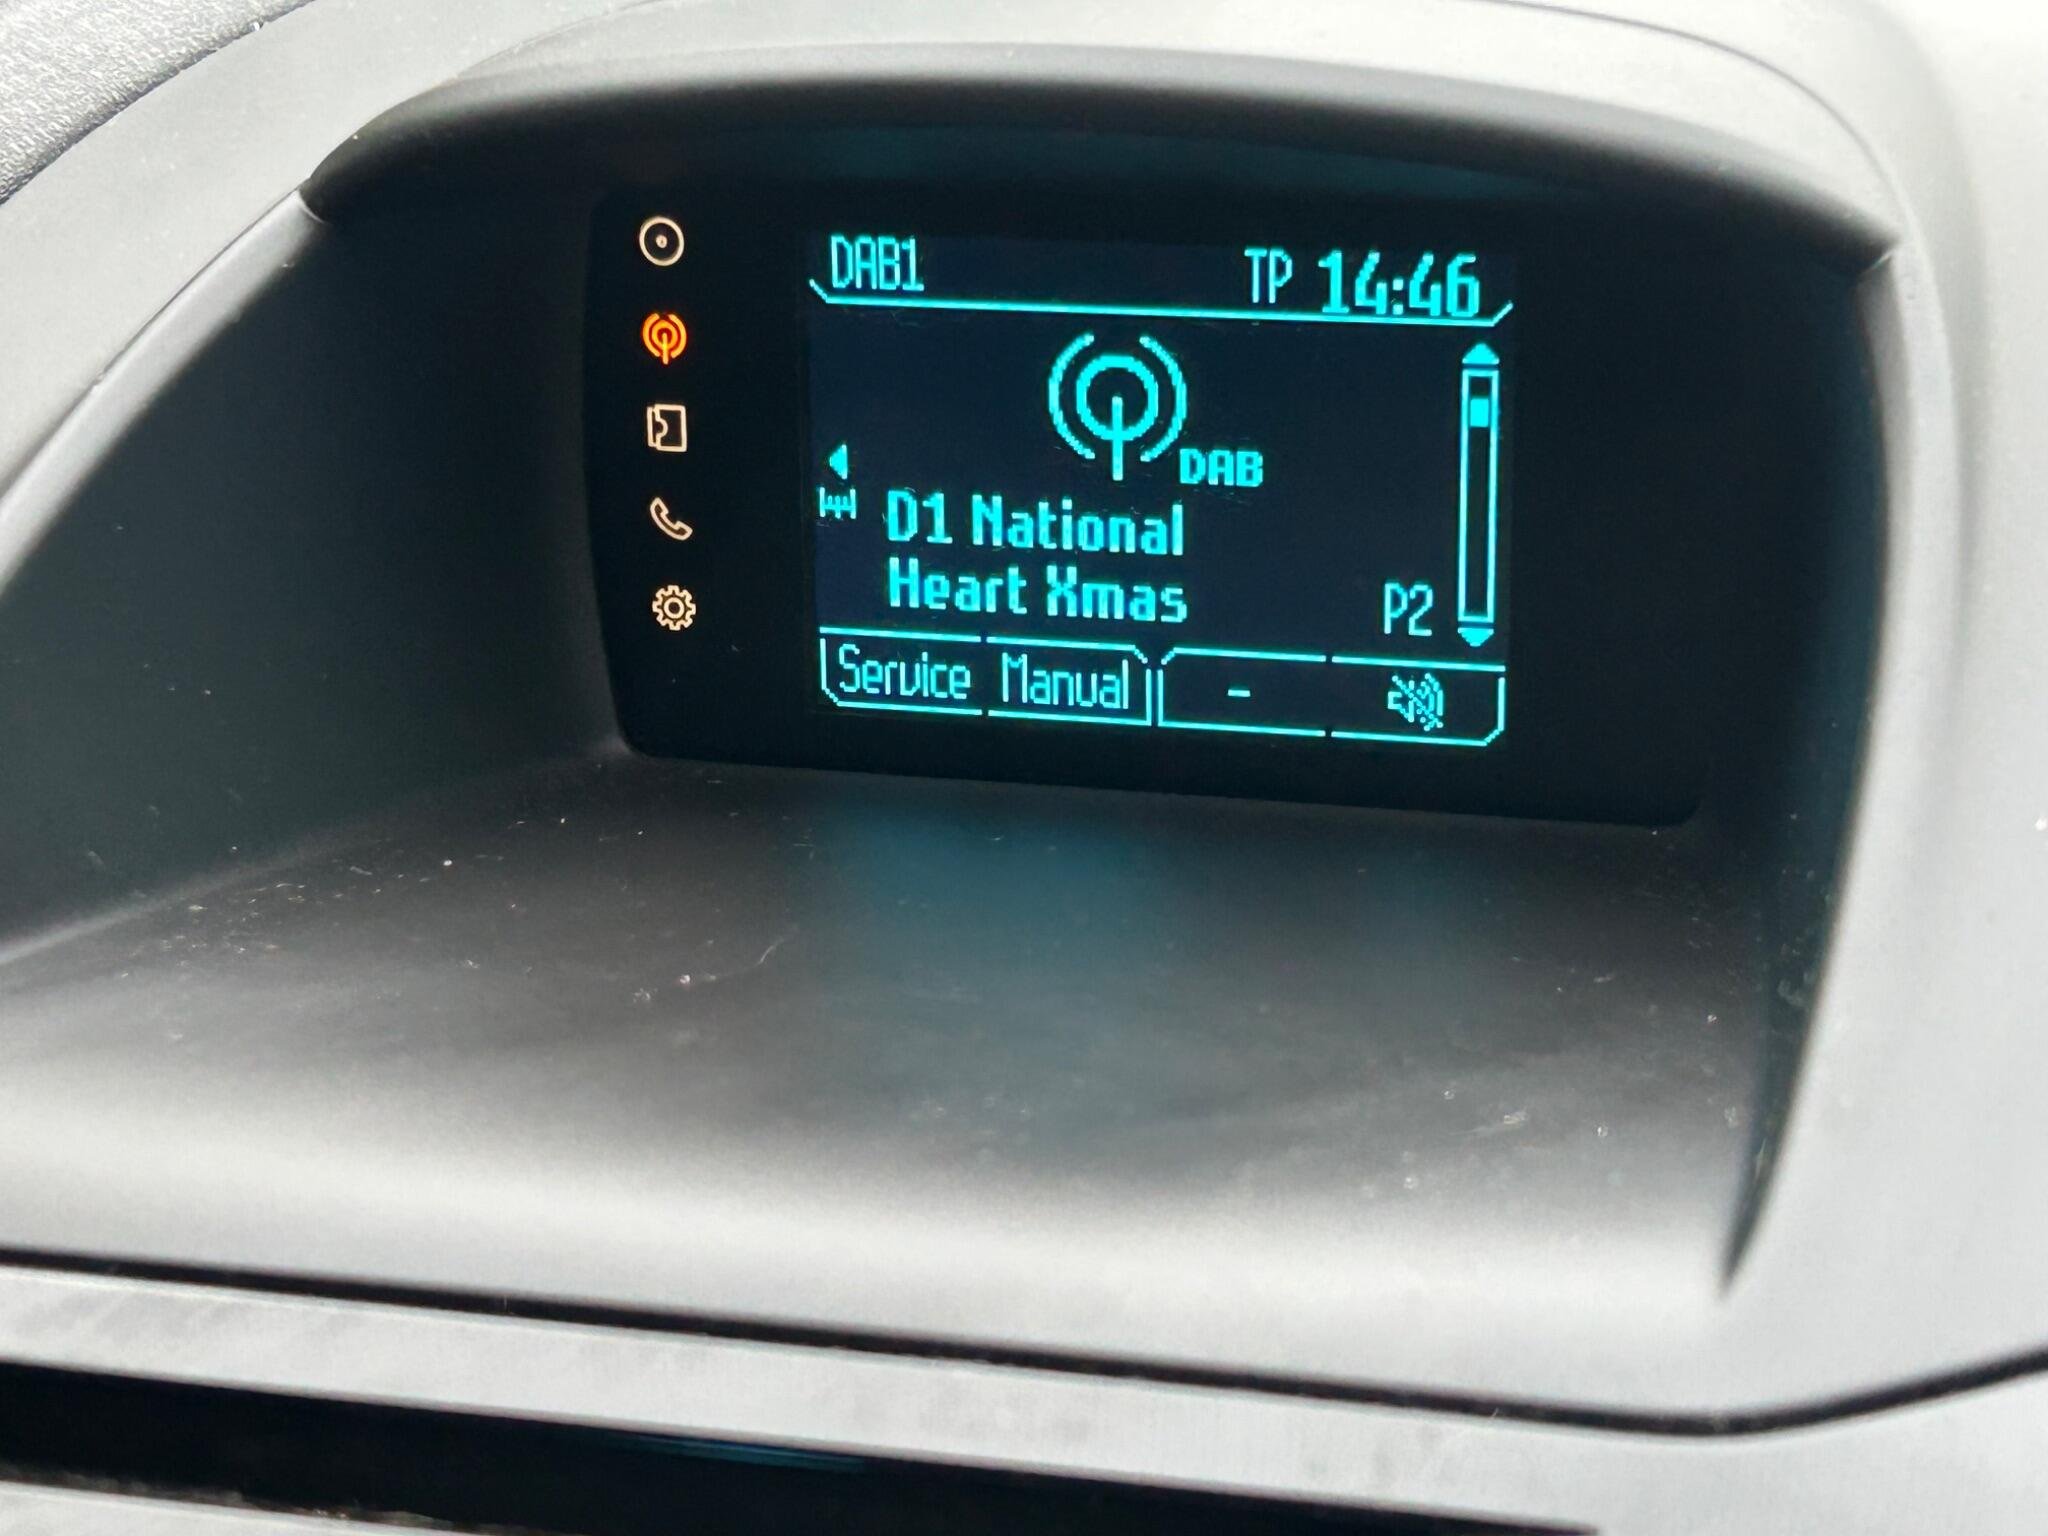 DAB1 TP 14:46
DAB
D1 National
Heart Xmas P2
Service Manual -